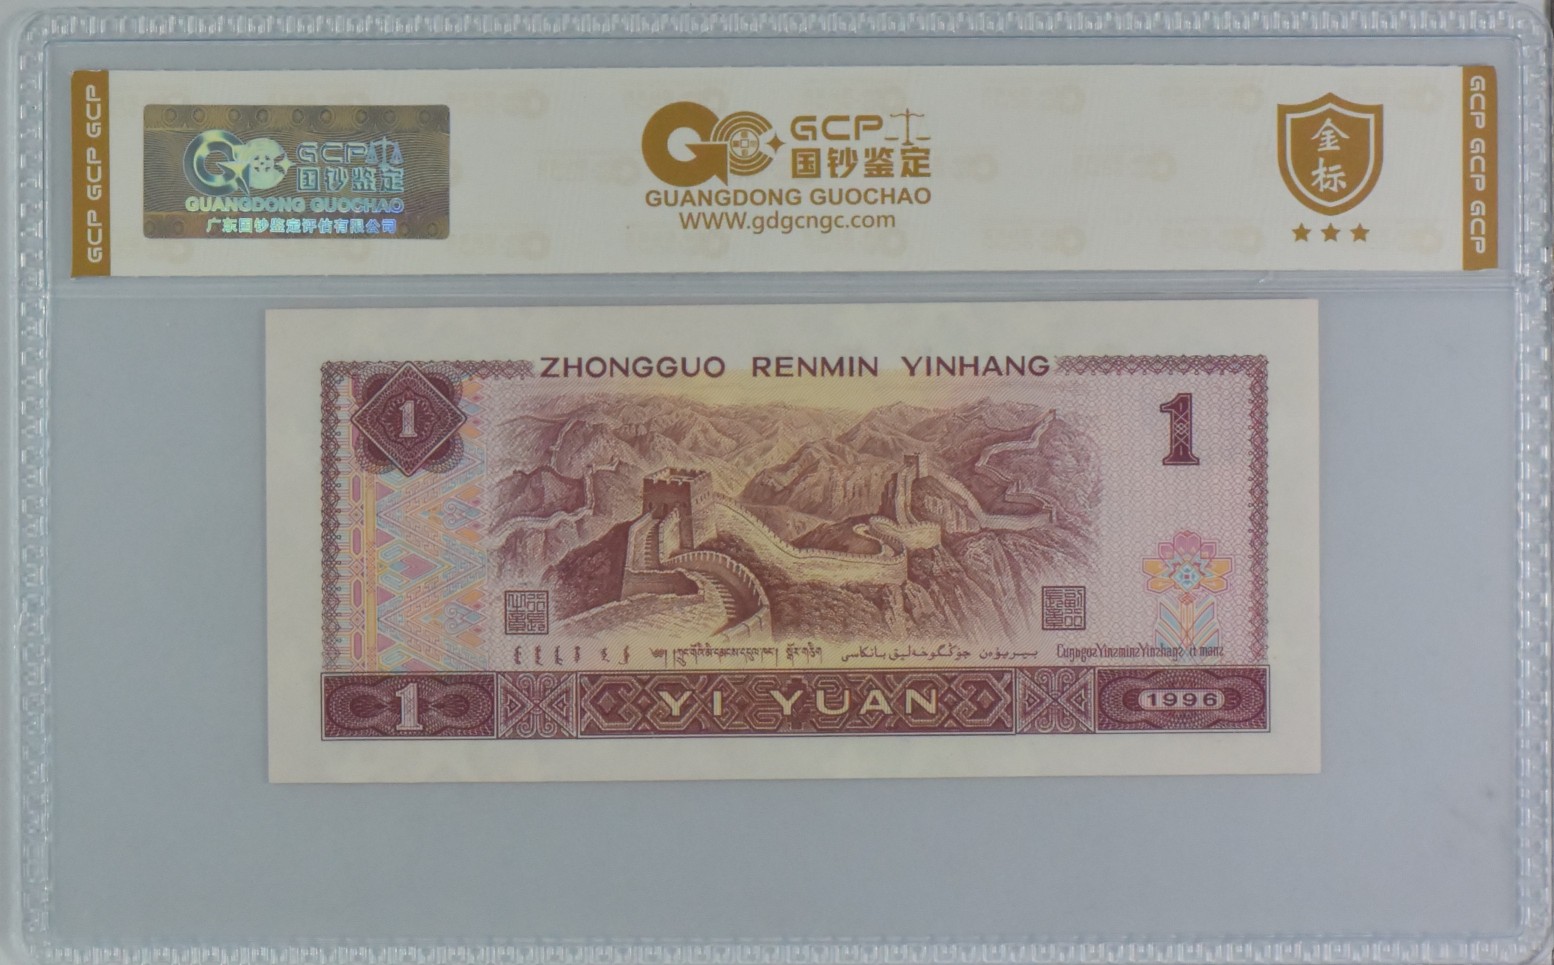 GCP GCP GCP
GCP
国钞鉴定
GUANGDONG GUOCHAO
广东国钞鉴定评估有限公司
GCP
国钞鉴定
GUANGDONG GUOCHAO
WWW.gdgcngc.com
金
标
GCP GCP GCP
ZHONGGUO RENMIN YINHANG
1
1
1
YI YUAN
1996